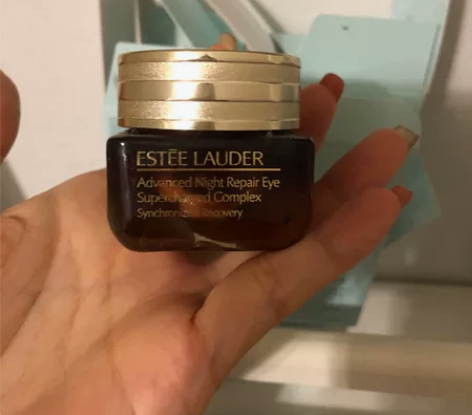 ESTĒE LAUDER
Advanced Night Repair Eye
Supercharged Complex
Synchronized Recovery